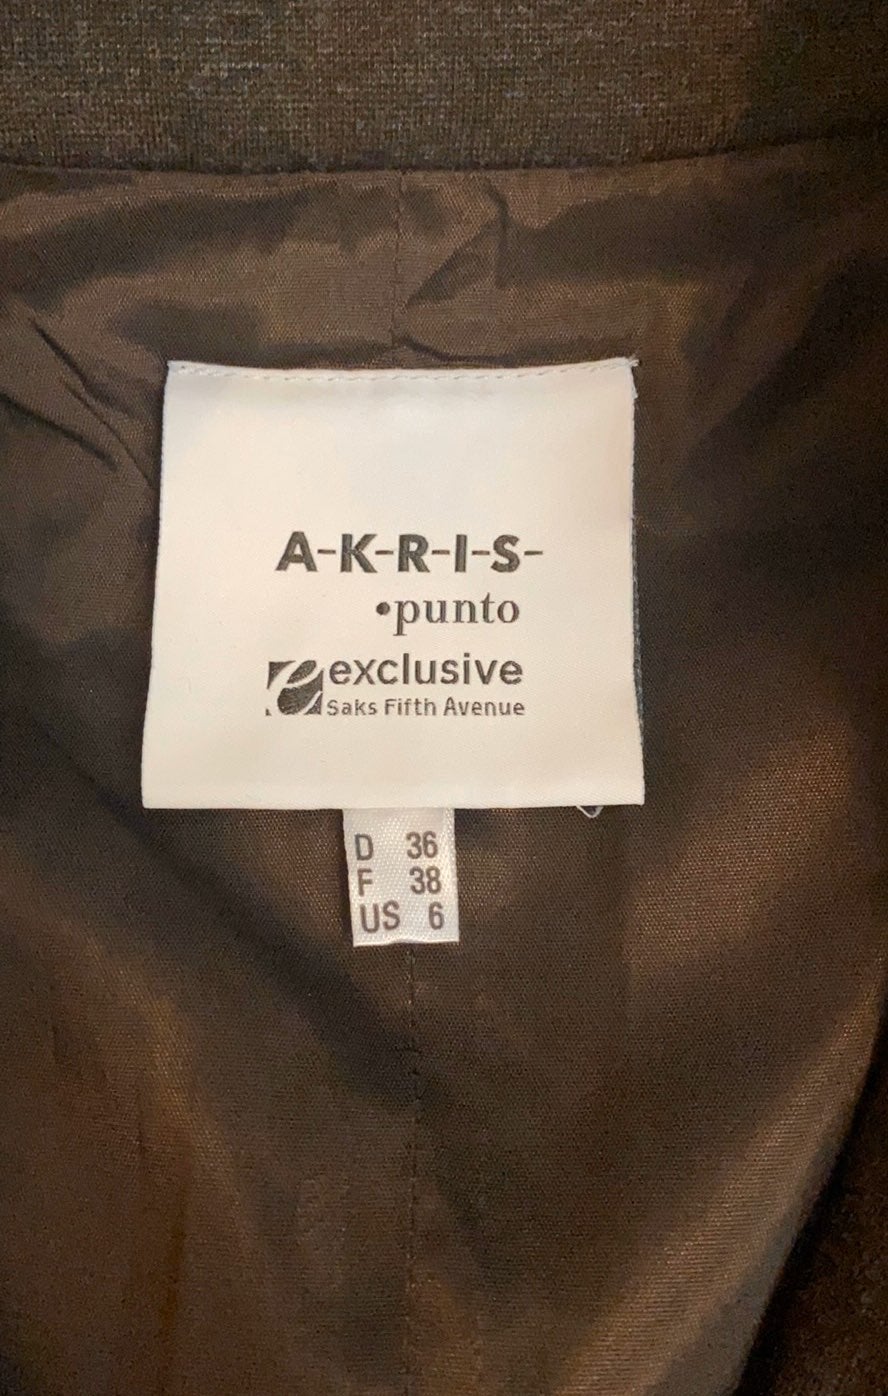 A-K-R-I-S-
•punto
exclusive
Saks Fifth Avenue
D 36
F 38
US 6